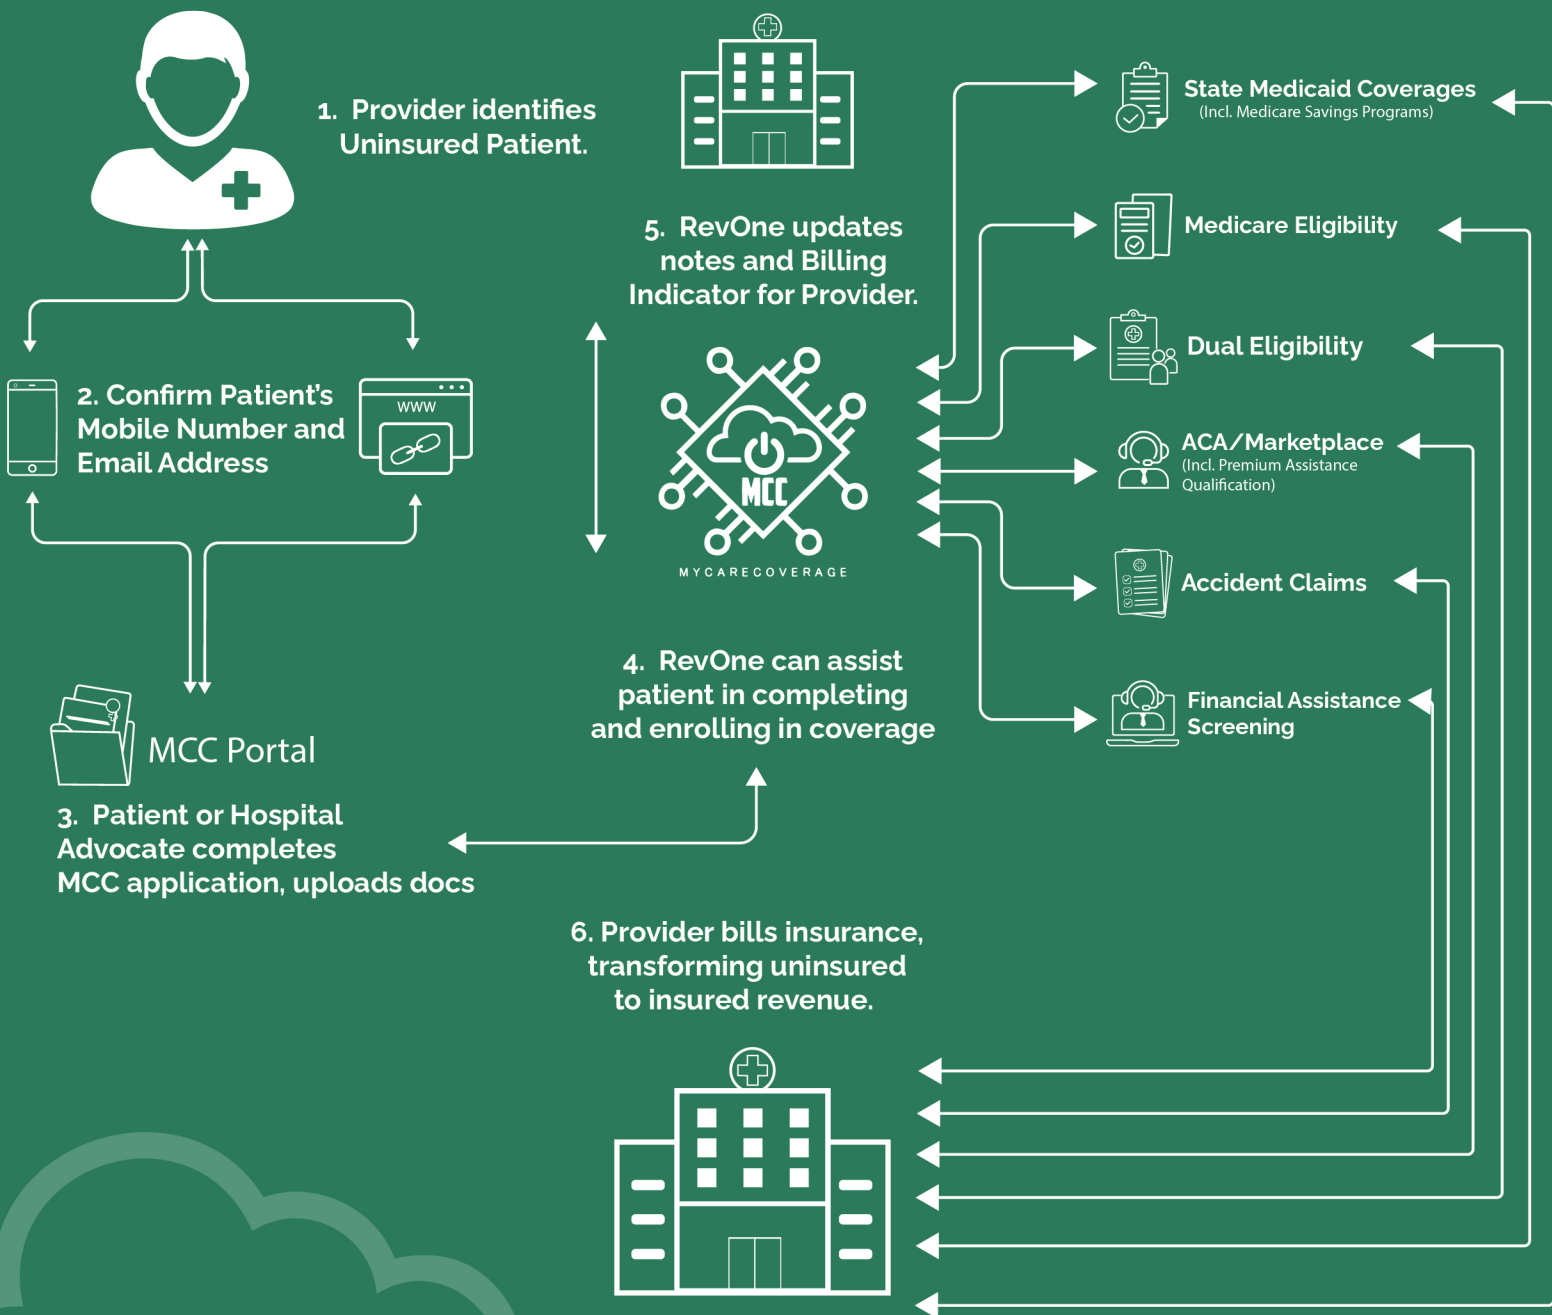 1. Provider identifies
Uninsured Patient.
2. Confirm Patient's
Mobile Number and
Email Address
WWW
MCC Portal
3. Patient or Hospital
Advocate completes
MCC application, uploads docs
5. RevOne updates
notes and Billing
Indicator for Provider.
MCC
MYCARECOVERAGE
4. RevOne can assist
patient in completing
and enrolling in coverage
6. Provider bills insurance,
transforming uninsured
to insured revenue.
State Medicaid Coverages
(Incl. Medicare Savings Programs)
Medicare Eligibility
Dual Eligibility
ACA/Marketplace
(Incl. Premium Assistance
Qualification)
Accident Claims
Financial Assistance
Screening